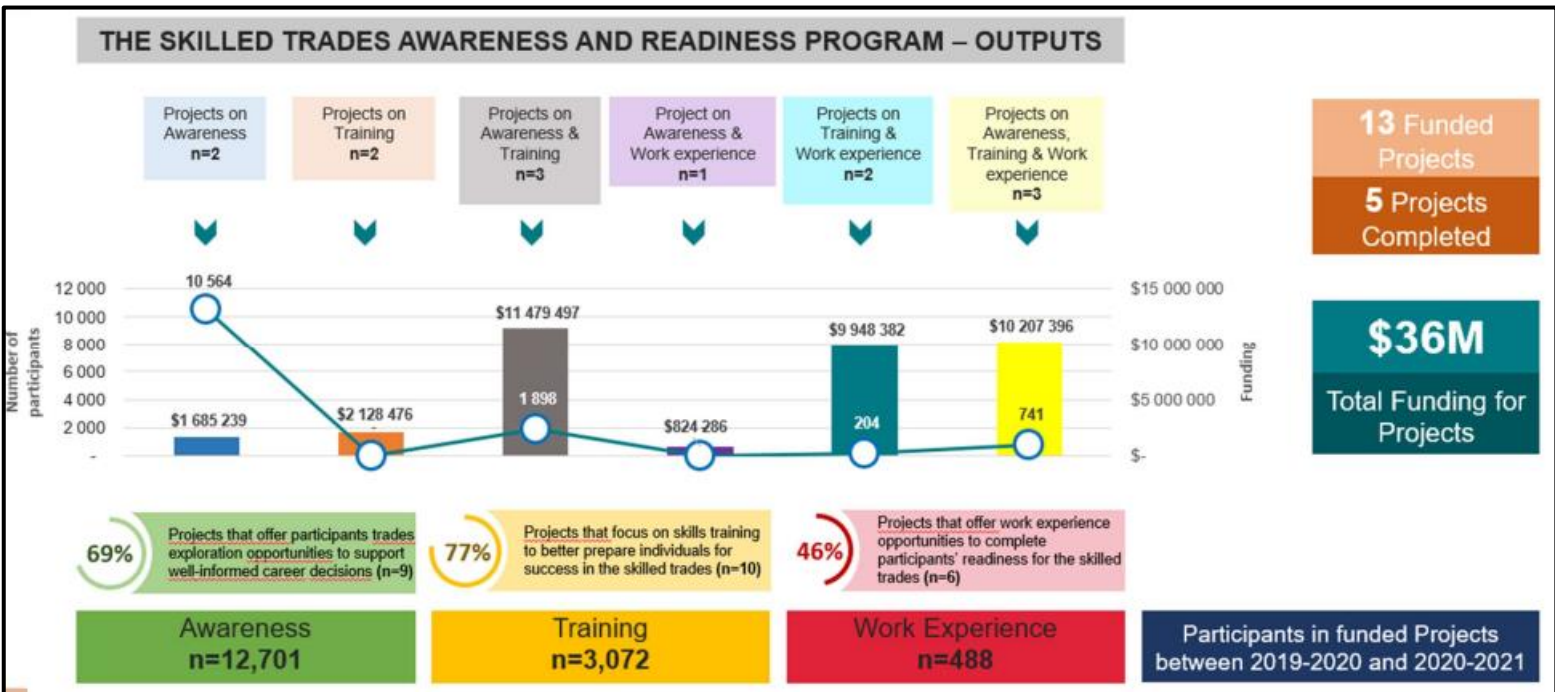 THE SKILLED TRADES AWARENESS AND READINESS PROGRAM – OUTPUTS
Projects on
Awareness
n=2
Projects on
Training
n=2
Projects on
Awareness &
Training
n=3
Project on
Awareness &
Work experience
n=1
Projects on
Training &
Work experience
n=2
Projects on
Awareness,
Training & Work
experience
n=3
13 Funded
Projects
5 Projects
Completed
$36M
Total Funding for
Projects
Number of
participants
12 000
10 000
8 000
6 000
4 000
2 000
-
10 564
$1 685 239
$2 128 476
-
$11 479 497
1 898
$824 286
$9 948 382
204
$10 207 396
741
$15 000 000
$10 000 000
$5 000 000
$-
Funding
69%
Projects that offer participants trades
exploration opportunities to support
well-informed career decisions (n=9)
77%
Projects that focus on skills training
to better prepare individuals for
success in the skilled trades (n=10)
46%
Projects that offer work experience
opportunities to complete
participants' readiness for the skilled
trades (n=6)
Awareness
n=12,701
Training
n=3,072
Work Experience
n=488
Participants in funded Projects
between 2019-2020 and 2020-2021